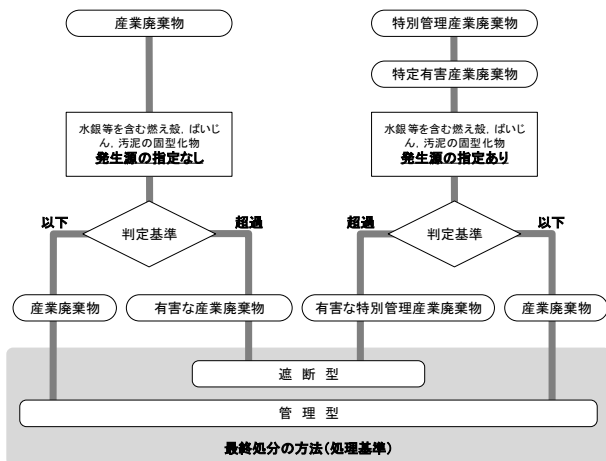 産業廃棄物
特別管理産業廃棄物
特定有害産業廃棄物
水銀等を含む燃え殻，ばいじ
ん，汚泥の固型化物
発生源の指定なし
水銀等を含む燃え殻，ばいじ
ん，汚泥の固型化物
発生源の指定あり
以下
判定基準
超過
超過
判定基準
以下
産業廃棄物
有害な産業廃棄物
有害な特別管理産業廃棄物
産業廃棄物
遮断型
管理型
最終処分の方法（処理基準）